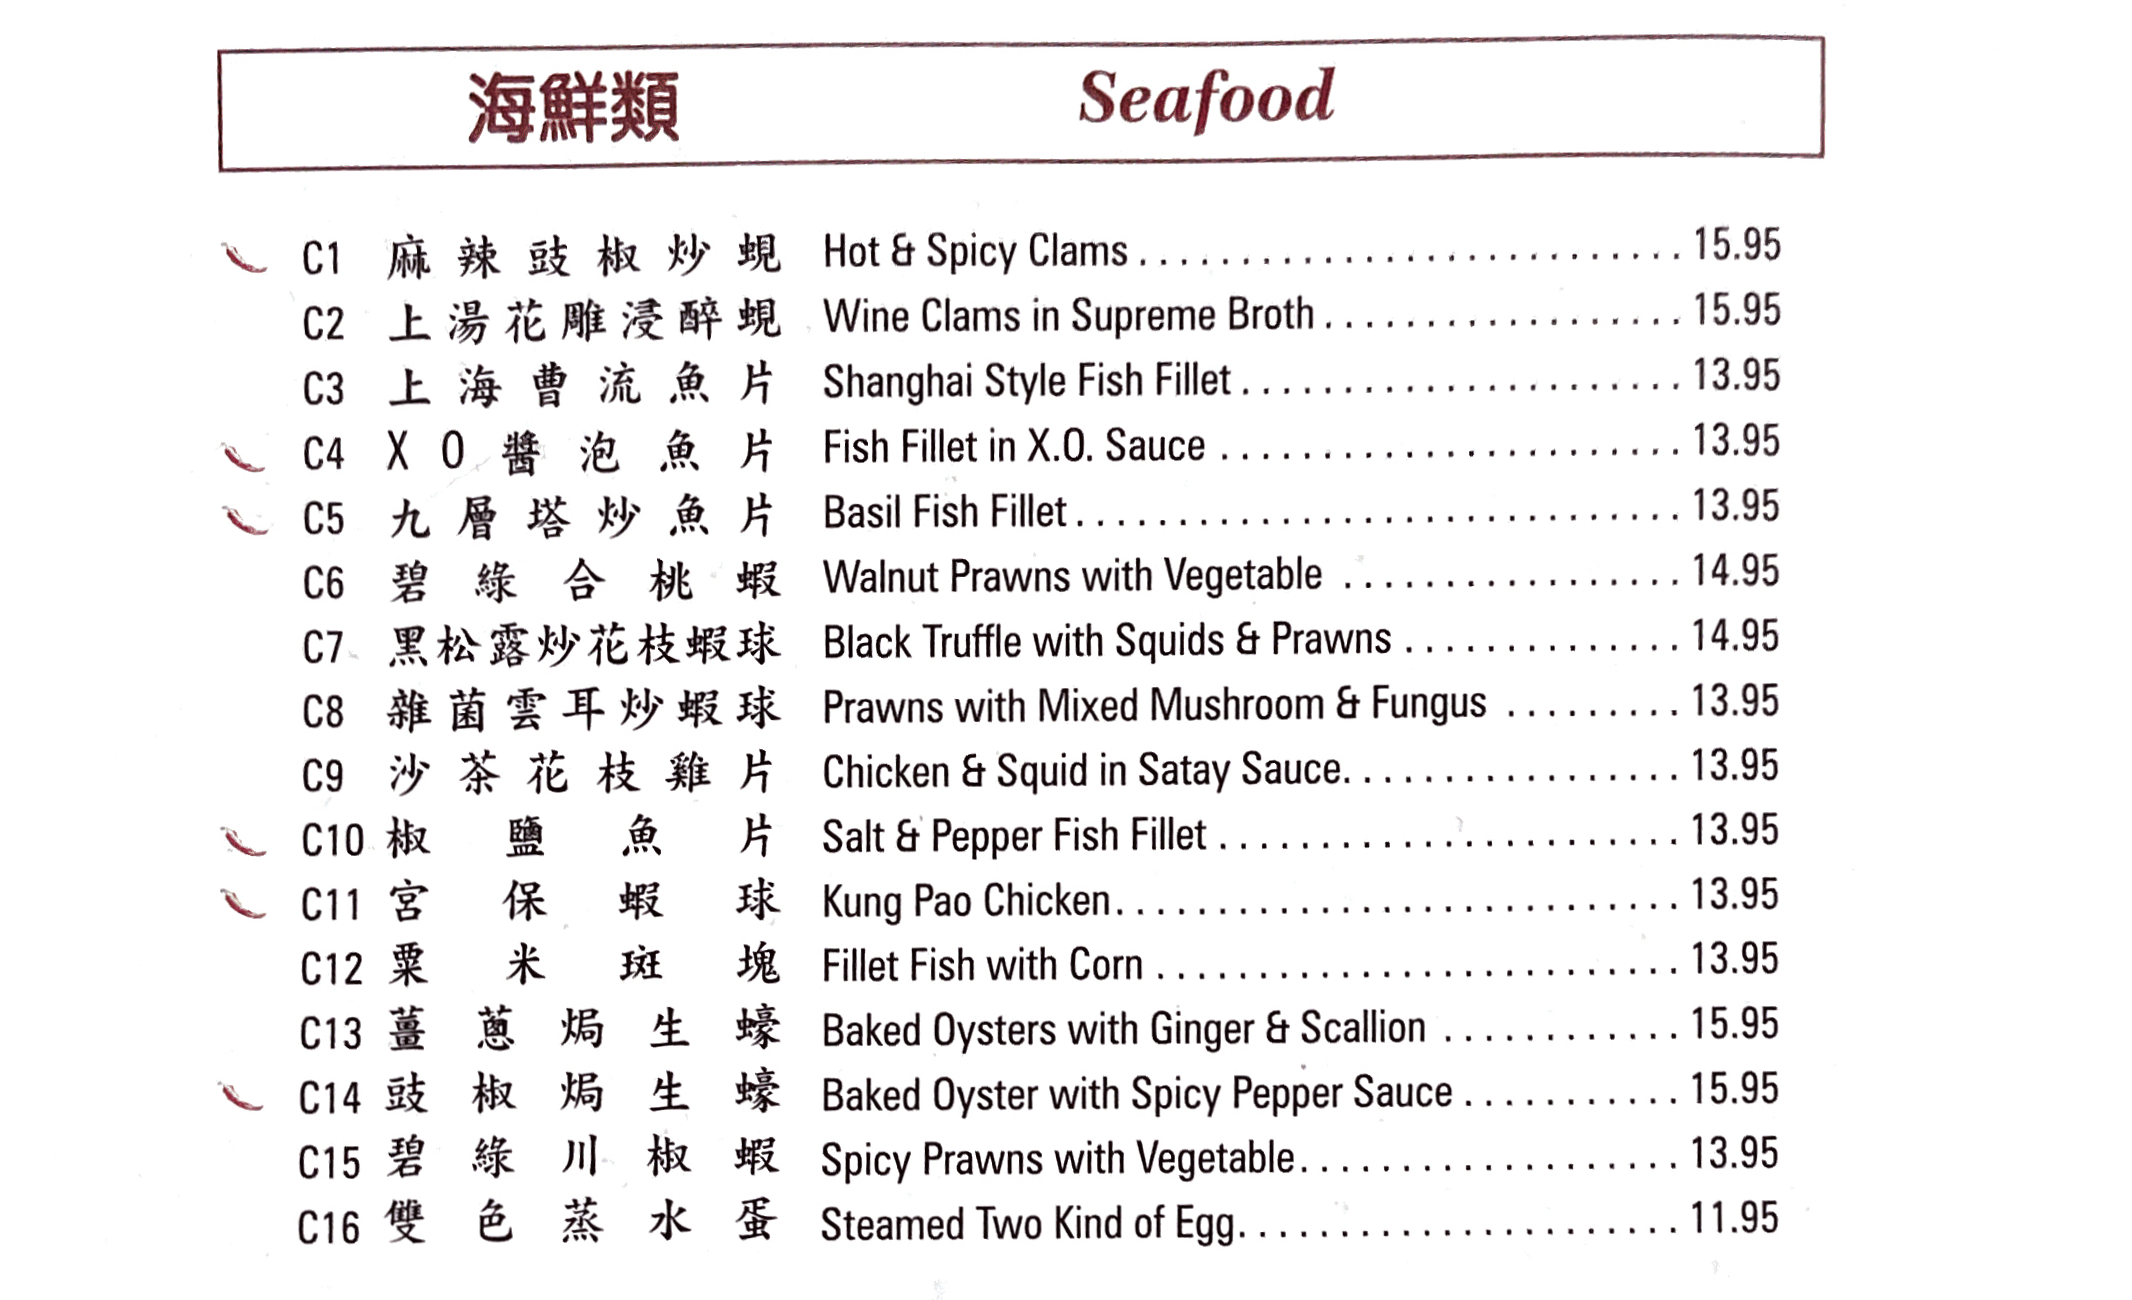 海鮮類 Seafood
C1 麻辣豉椒炒蜆 Hot & Spicy Clams 15.95
C2 上湯花雕浸醉蜆 Wine Clams in Supreme Broth 15.95
C3 上海曹流魚片 Shanghai Style Fish Fillet 13.95
C4 XO醬泡魚片 Fish Fillet in X.O. Sauce 13.95
C5 九層塔炒魚片 Basil Fish Fillet 13.95
C6 碧綠合桃蝦 Walnut Prawns with Vegetable 14.95
C7 黑松露炒花枝蝦球 Black Truffle with Squids & Prawns 14.95
C8 雜菌雲耳炒蝦球 Prawns with Mixed Mushroom & Fungus 13.95
C9 沙茶花枝雞片 Chicken & Squid in Satay Sauce 13.95
C10 椒鹽魚片 Salt & Pepper Fish Fillet 13.95
C11 宮保蝦球 Kung Pao Chicken 13.95
C12 粟米斑塊 Fillet Fish with Corn 13.95
C13 薑蔥焗生蠔 Baked Oysters with Ginger & Scallion 15.95
C14 豉椒焗生蠔 Baked Oyster with Spicy Pepper Sauce 15.95
C15 碧綠川椒蝦 Spicy Prawns with Vegetable 13.95
C16 雙色蒸水蛋 Steamed Two Kind of Egg 11.95